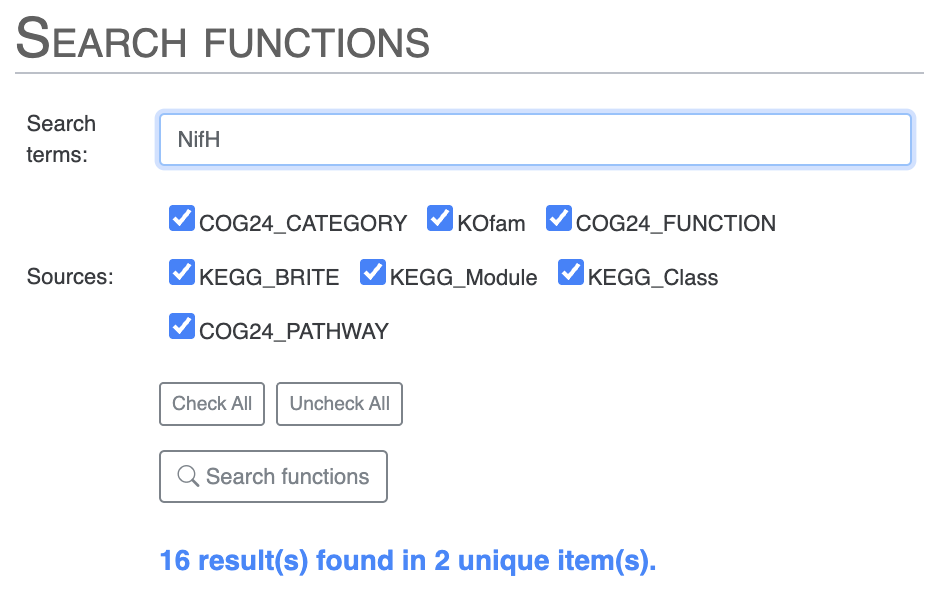 Search functions
Search
terms:
NifH
COG24_CATEGORY KOfam COG24_FUNCTION
Sources:
KEGG_BRITE KEGG_Module KEGG_Class
COG24_PATHWAY
Check All Uncheck All
Search functions
16 result(s) found in 2 unique item(s).